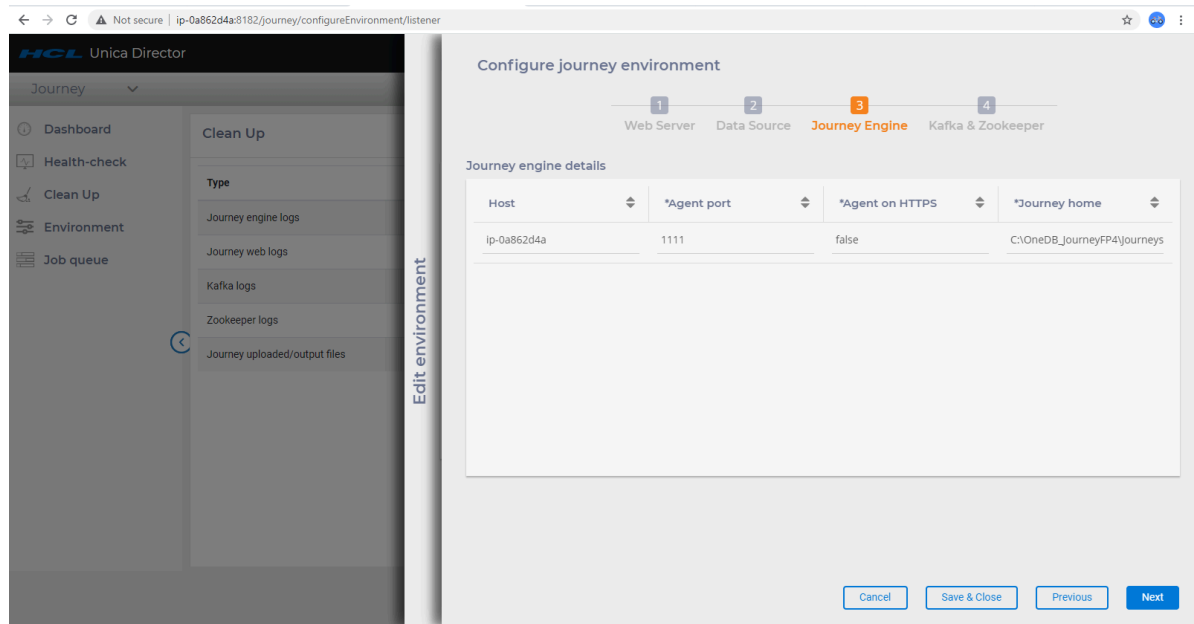 Not secure | ip-0a862d4a:8182/journey/configureEnvironment/listener
HCL Unica Director
Journey
Dashboard
Health-check
Clean Up
Environment
Job queue
Clean Up
Type
Journey engine logs
Journey web logs
Kafka logs
Zookeeper logs
Journey uploaded/output files
Edit environment
Configure journey environment
1 2 3 4
Web Server Data Source Journey Engine Kafka & Zookeeper
Journey engine details
Host *Agent port *Agent on HTTPS *Journey home
ip-0a862d4a 1111 false C:\OneDB_JourneyFP4\Journeys
Cancel Save & Close Previous Next